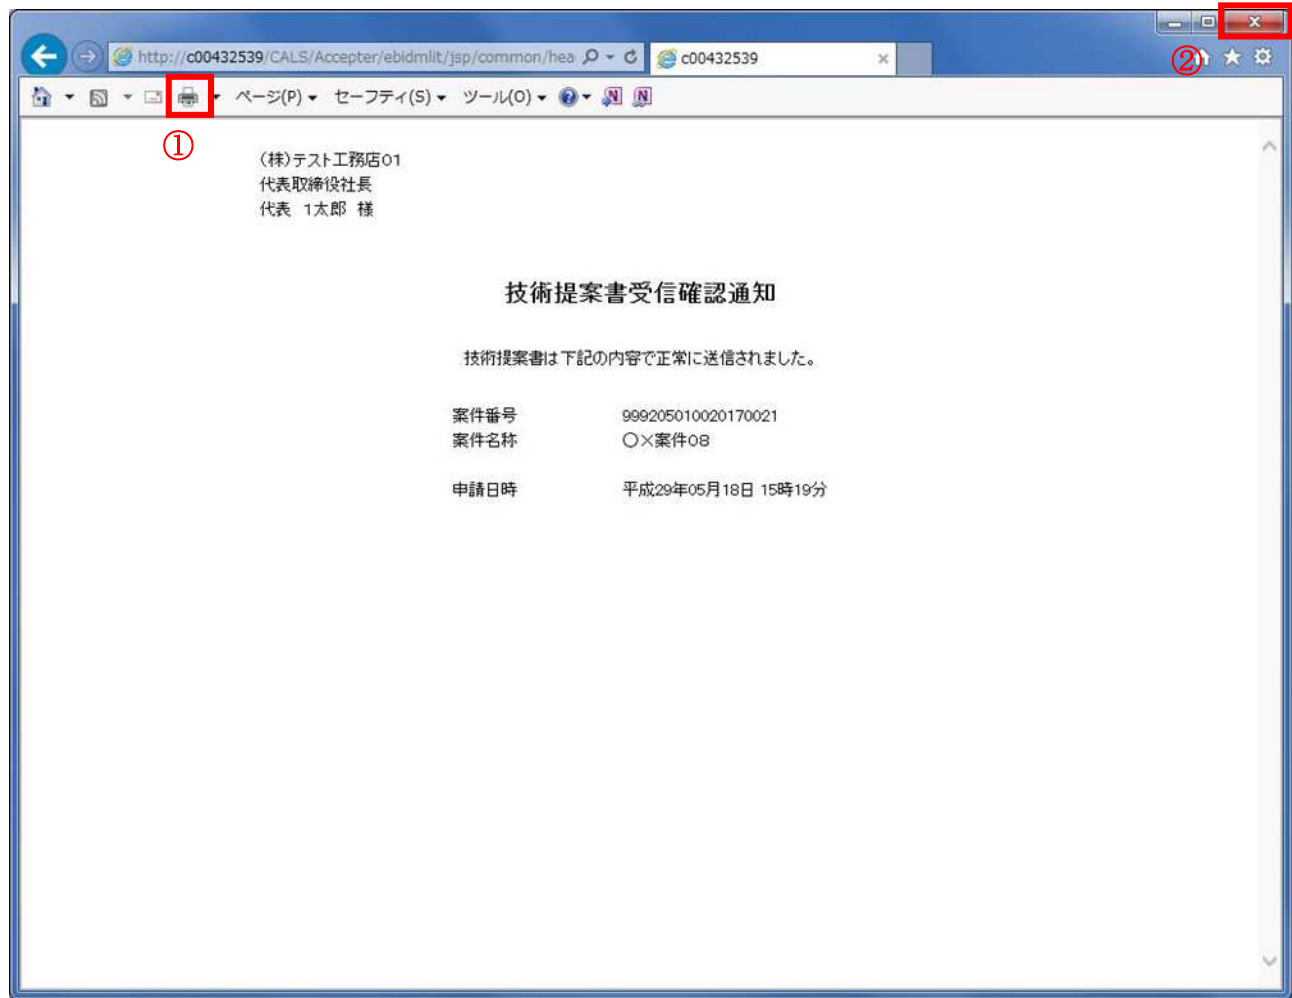 ②
http://c00432539/CALS/Accepter/ebidmlit/jsp/common/hea
c00432539
ページ(P)
セーフティ(S)
ツール(O)
①
(株)テスト工務店01
代表取締役社長
代表 1太郎 様
技術提案書受信確認通知
技術提案書は下記の内容で正常に送信されました。
案件番号 999205010020170021
案件名称 〇×案件08
申請日時 平成29年05月18日 15時19分